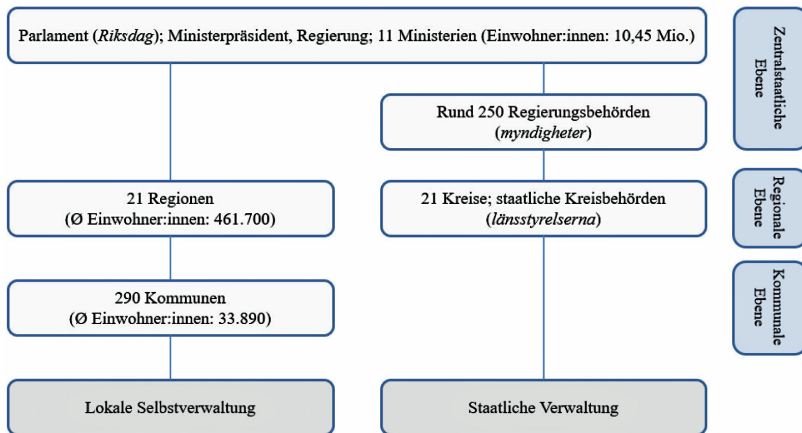 Parlament (Riksdag); Ministerpräsident, Regierung; 11 Ministerien (Einwohner:innen: 10,45 Mio.)
Zentralstaatliche
Ebene
Rund 250 Regierungsbehörden
(myndigheter)
21 Regionen
(Ø Einwohner:innen: 461.700)
21 Kreise; staatliche Kreisbehörden
(länsstyrelserna)
Regionale
Ebene
290 Kommunen
(Ø Einwohner:innen: 33.890)
Kommunale
Ebene
Lokale Selbstverwaltung
Staatliche Verwaltung